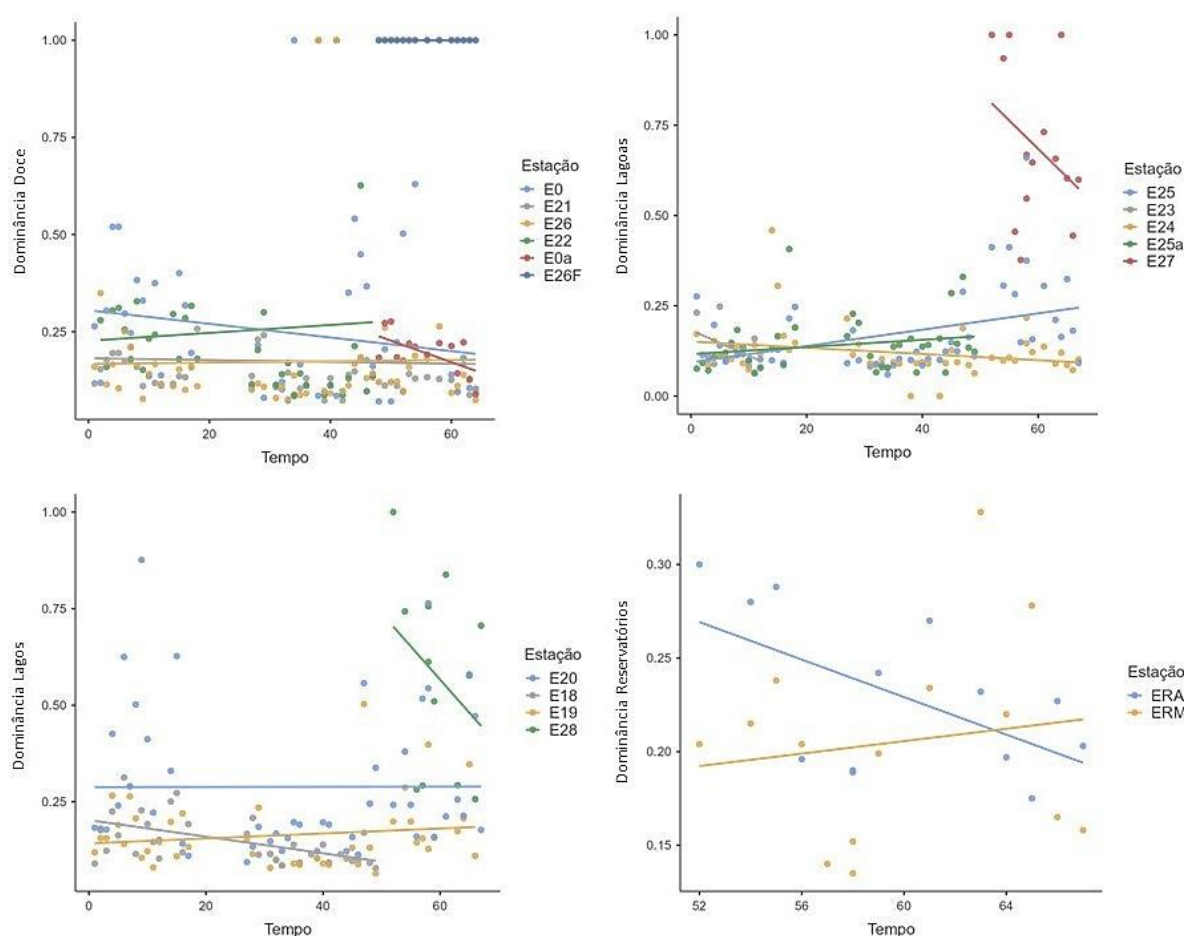 Dominância Doce
1.00
0.75
0.50
0.25
0
20
40
60
Tempo
Estação
E0
E21
E26
E22
E0a
E26F
Dominância Lagoas
1.00
0.75
0.50
0.25
0.00
0
20
40
60
Tempo
Estação
E25
E23
E24
E25a
E27
Dominância Lagos
1.00
0.75
0.50
0.25
0
20
40
60
Tempo
Estação
E20
E18
E19
E28
Dominância Reservatórios
0.30
0.25
0.20
0.15
52
56
60
64
Tempo
Estação
ERA
ERM